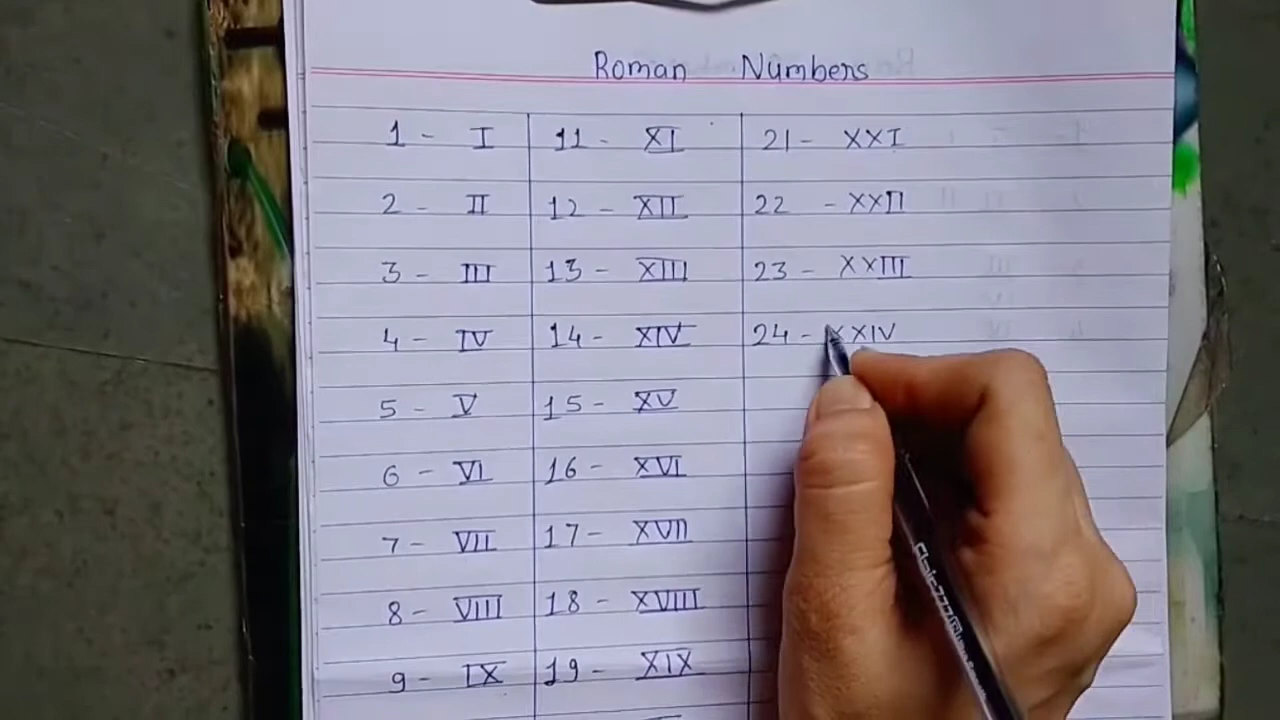 Roman Numbers
1 - I 11 - XI 21 - XXI
2 - II 12 - XII 22 - XXII
3 - III 13 - XIII 23 - XXIII
4 - IV 14 - XIV 24 - XXIV
5 - V 15 - XV
6 - VI 16 - XVI
7 - VII 17 - XVII
8 - VIII 18 - XVIII
9 - IX 19 - XIX